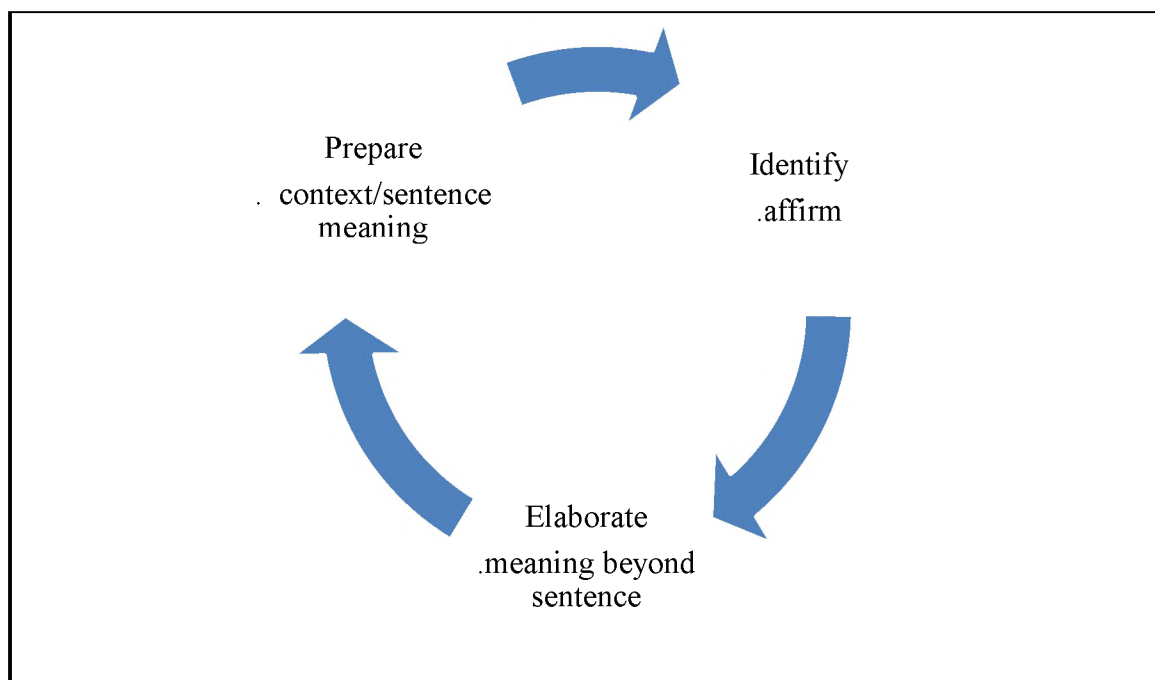 Prepare
. context/sentence
meaning
Identify
.affirm
Elaborate
.meaning beyond
sentence